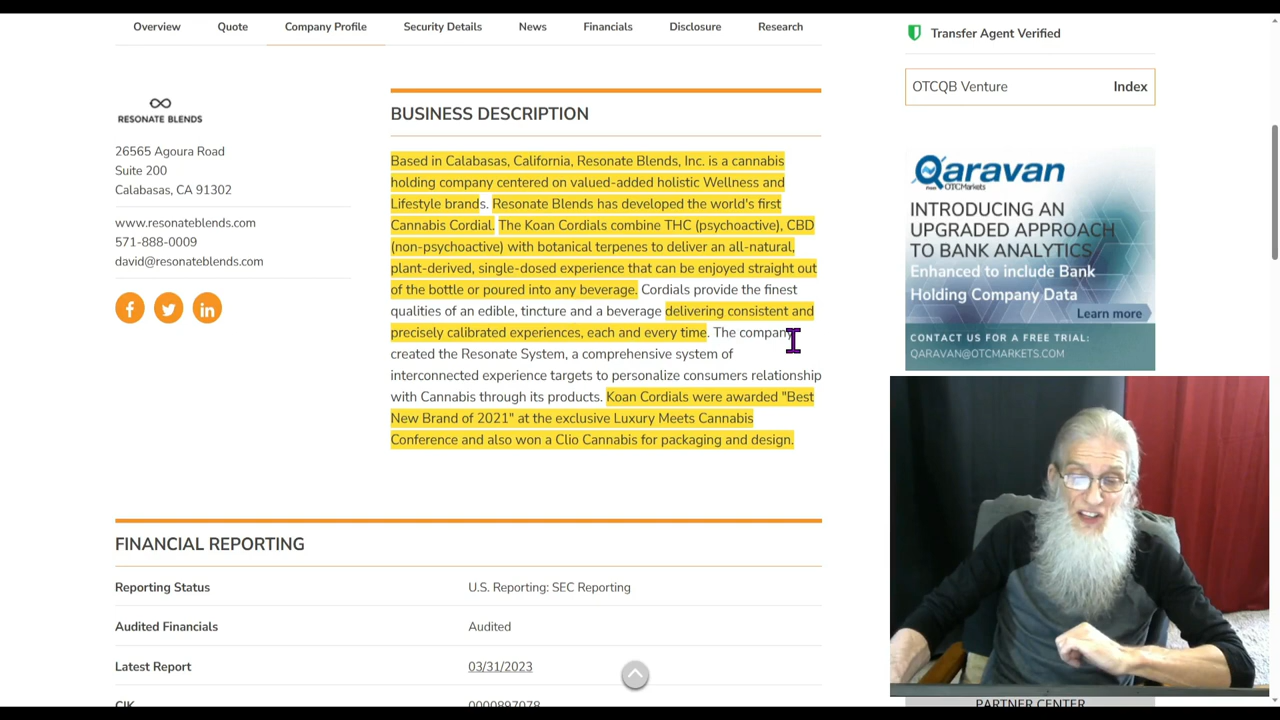 Overview Quote Company Profile Security Details News Financials Disclosure Research
RESONATE BLENDS
26565 Agoura Road
Suite 200
Calabasas, CA 91302
www.resonateblends.com
571-888-0009
david@resonateblends.com
BUSINESS DESCRIPTION
Based in Calabasas, California, Resonate Blends, Inc. is a cannabis
holding company centered on valued-added holistic Wellness and
Lifestyle brands. Resonate Blends has developed the world's first
Cannabis Cordial. The Koan Cordials combine THC (psychoactive), CBD
(non-psychoactive) with botanical terpenes to deliver an all-natural,
plant-derived, single-dosed experience that can be enjoyed straight out
of the bottle or poured into any beverage. Cordials provide the finest
qualities of an edible, tincture and a beverage delivering consistent and
precisely calibrated experiences, each and every time. The company
created the Resonate System, a comprehensive system of
interconnected experience targets to personalize consumers relationship
with Cannabis through its products. Koan Cordials were awarded "Best
New Brand of 2021" at the exclusive Luxury Meets Cannabis
Conference and also won a Clio Cannabis for packaging and design.
FINANCIAL REPORTING
Reporting Status U.S. Reporting: SEC Reporting
Audited Financials Audited
Latest Report 03/31/2023
CIK 0000897078
Transfer Agent Verified
OTCQB Venture Index
Qaravan
From OTCMarkets
INTRODUCING AN
UPGRADED APPROACH
TO BANK ANALYTICS
Enhanced to include Bank
Holding Company Data
Learn more
CONTACT US FOR A FREE TRIAL:
QARAVAN@OTCMARKETS.COM
PARTNER CENTER